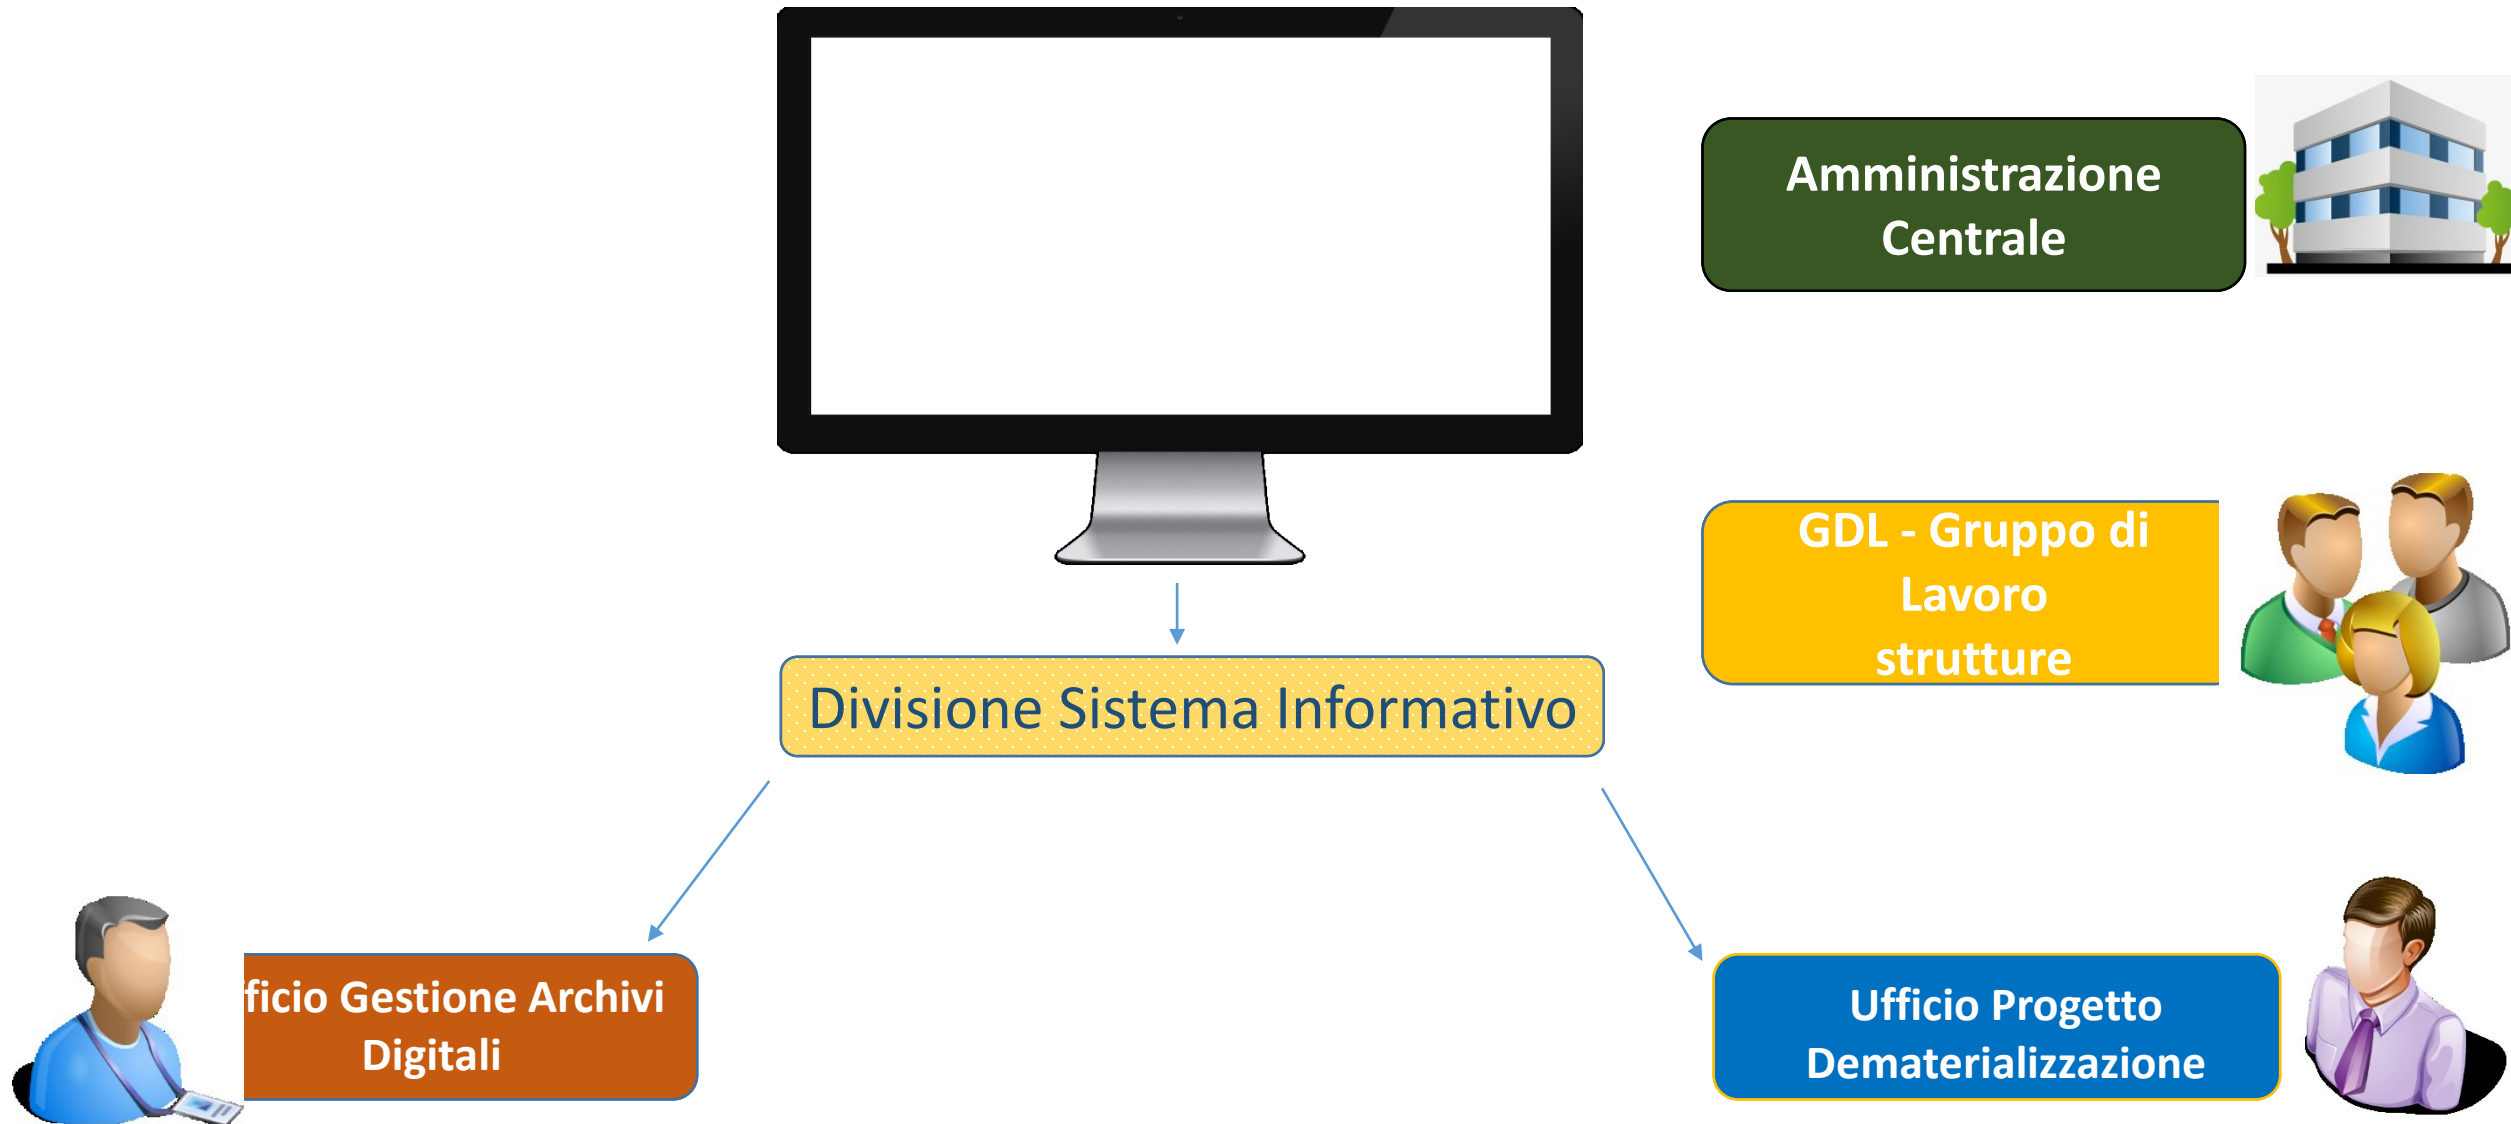 Amministrazione
Centrale
GDL - Gruppo di
Lavoro
strutture
Divisione Sistema Informativo
ficio Gestione Archivi
Digitali
Ufficio Progetto
Dematerializzazione